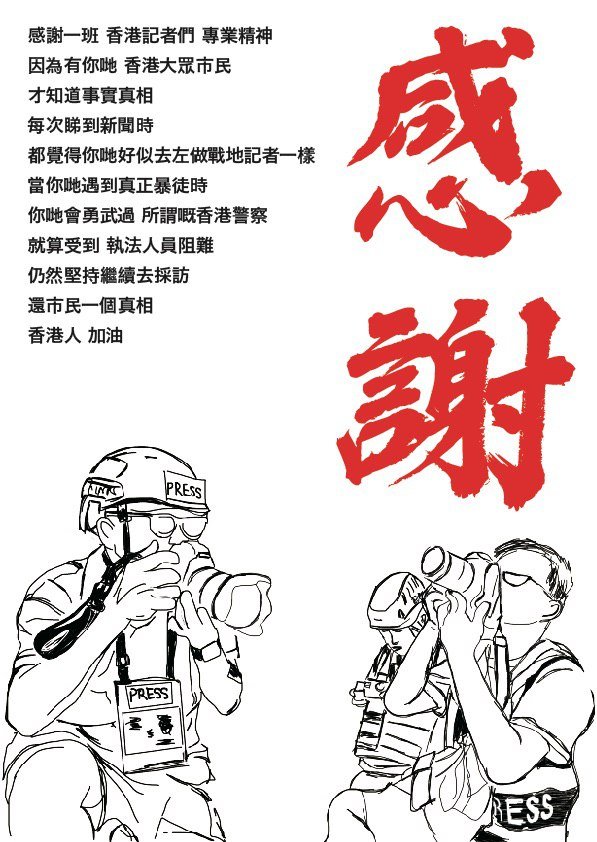 感謝一班 香港記者們 專業精神
因為有你哋 香港大眾市民
才知道事實真相
每次睇到新聞時
都覺得你哋好似去左做戰地記者一樣
當你哋遇到真正暴徒時
你哋會勇武過 所謂嘅香港警察
就算受到 執法人員阻難
仍然堅持繼續去採訪
還市民一個真相
香港人 加油
感謝
PRESS
PRESS
RESS